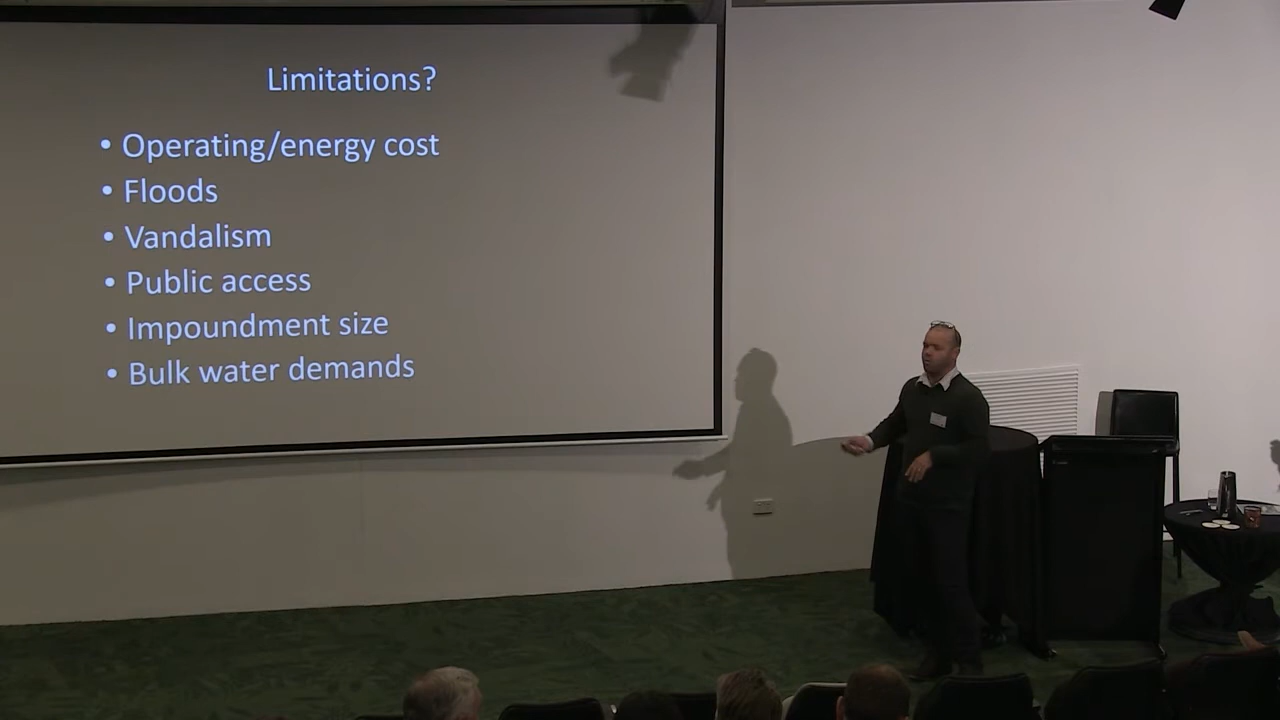 Limitations?
• Operating/energy cost
• Floods
• Vandalism
• Public access
• Impoundment size
• Bulk water demands